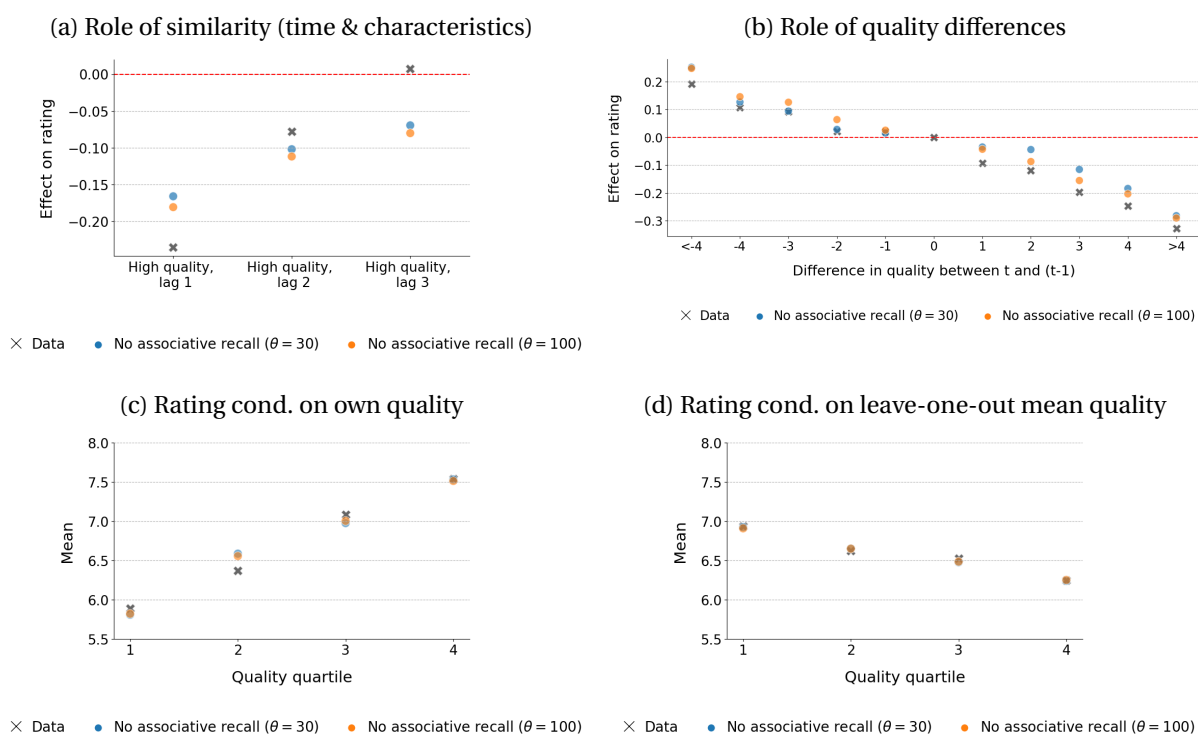 (a) Role of similarity (time & characteristics)
0.00
−0.05
−0.10
−0.15
−0.20
Effect on rating
High quality,
lag 1
High quality,
lag 2
High quality,
lag 3
Data
No associative recall (θ = 30)
No associative recall (θ = 100)
(b) Role of quality differences
0.2
0.1
0.0
−0.1
−0.2
−0.3
Effect on rating
<-4 -4 -3 -2 -1 0 1 2 3 4 >4
Difference in quality between t and (t-1)
Data
No associative recall (θ = 30)
No associative recall (θ = 100)
(c) Rating cond. on own quality
8.0
7.5
7.0
6.5
6.0
5.5
Mean
1 2 3 4
Quality quartile
Data
No associative recall (θ = 30)
No associative recall (θ = 100)
(d) Rating cond. on leave-one-out mean quality
8.0
7.5
7.0
6.5
6.0
5.5
Mean
1 2 3 4
Quality quartile
Data
No associative recall (θ = 30)
No associative recall (θ = 100)